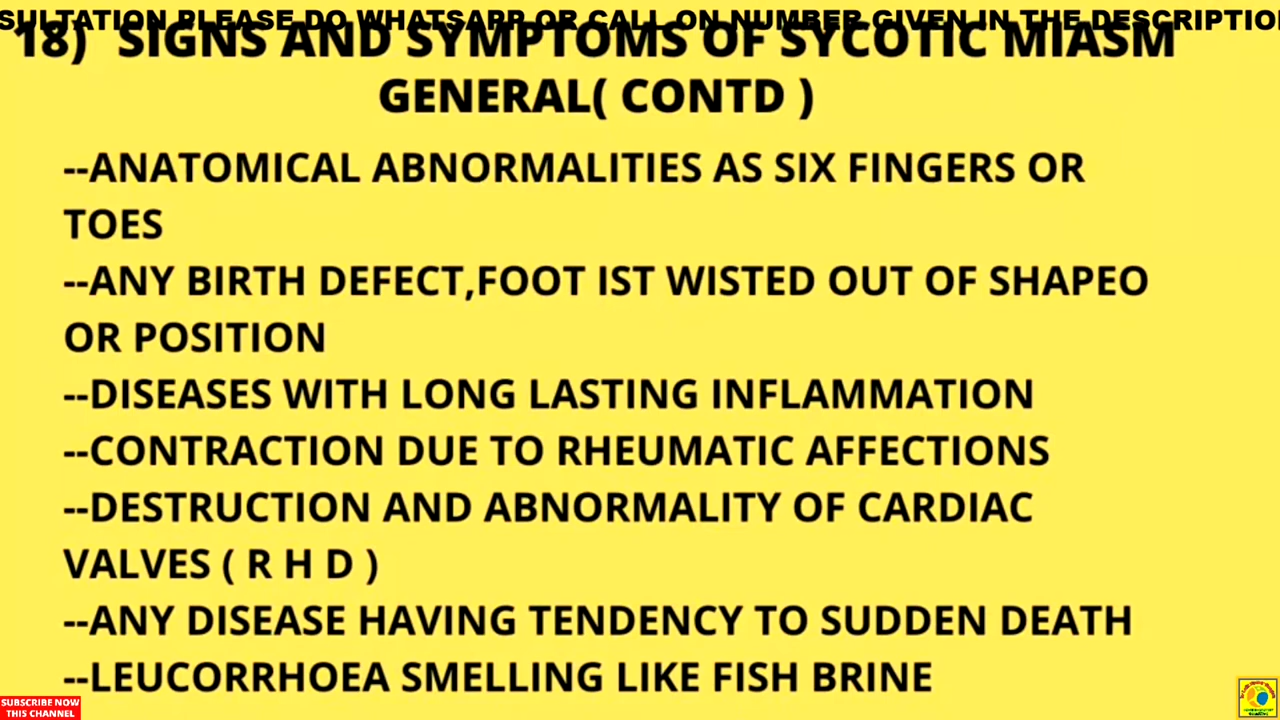 SULTATION PLEASE DO WHATSAPP OR CALL ON NUMBER GIVEN IN THE DESCRIPTION
18) SIGNS AND SYMPTOMS OF SYCOTIC MIASM
GENERAL( CONTD )
--ANATOMICAL ABNORMALITIES AS SIX FINGERS OR
TOES
--ANY BIRTH DEFECT,FOOT IST WISTED OUT OF SHAPEO
OR POSITION
--DISEASES WITH LONG LASTING INFLAMMATION
--CONTRACTION DUE TO RHEUMATIC AFFECTIONS
--DESTRUCTION AND ABNORMALITY OF CARDIAC
VALVES ( R H D )
--ANY DISEASE HAVING TENDENCY TO SUDDEN DEATH
--LEUCORRHOEA SMELLING LIKE FISH BRINE
SUBSCRIBE NOW
THIS CHANNEL